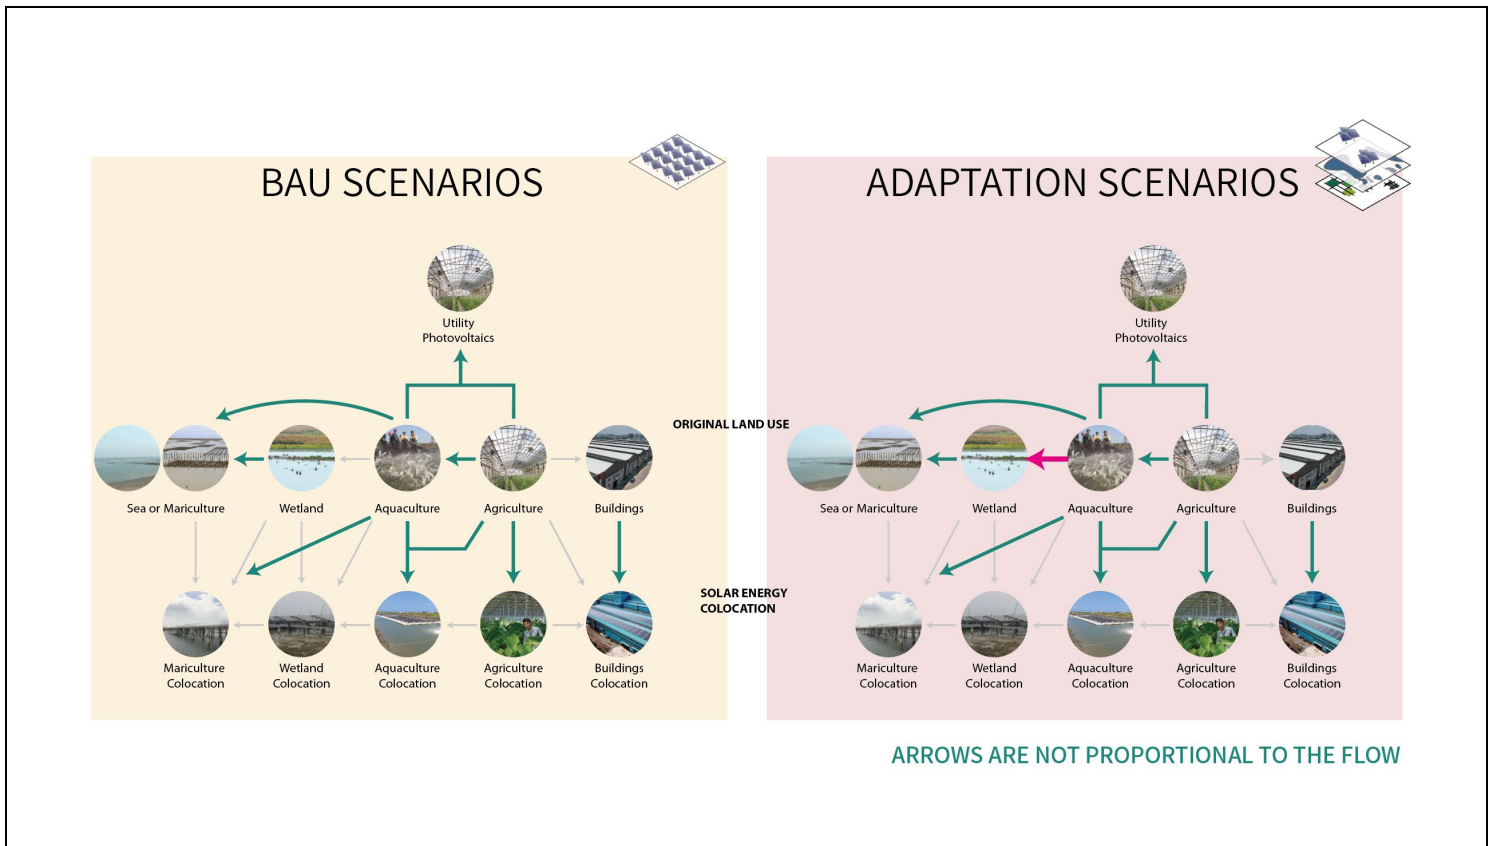 BAU SCENARIOS
Utility
Photovoltaics
Sea or Mariculture
Wetland
Aquaculture
Agriculture
Buildings
Mariculture
Colocation
Wetland
Colocation
Aquaculture
Colocation
Agriculture
Colocation
Buildings
Colocation
ORIGINAL LAND USE
SOLAR ENERGY
COLOCATION
ADAPTATION SCENARIOS
Utility
Photovoltaics
Sea or Mariculture
Wetland
Aquaculture
Agriculture
Buildings
Mariculture
Colocation
Wetland
Colocation
Aquaculture
Colocation
Agriculture
Colocation
Buildings
Colocation
ARROWS ARE NOT PROPORTIONAL TO THE FLOW